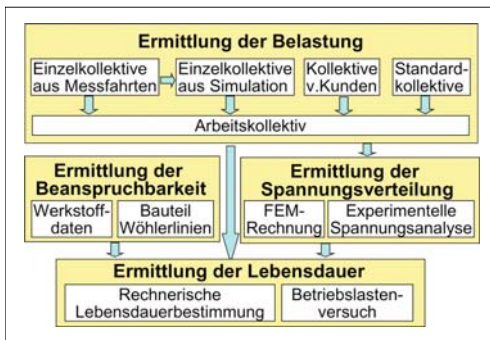 Ermittlung der Belastung
Einzelkollektive
aus Messfahrten
Einzelkollektive
aus Simulation
Kollektive
v.Kunden
Standard-
kollektive
Arbeitskollektiv
Ermittlung der
Beanspruchbarkeit
Werkstoff-
daten
Bauteil
Wöhlerlinien
Ermittlung der
Spannungsverteilung
FEM-
Rechnung
Experimentelle
Spannungsanalyse
Ermittlung der Lebensdauer
Rechnerische
Lebensdauerbestimmung
Betriebslasten-
versuch